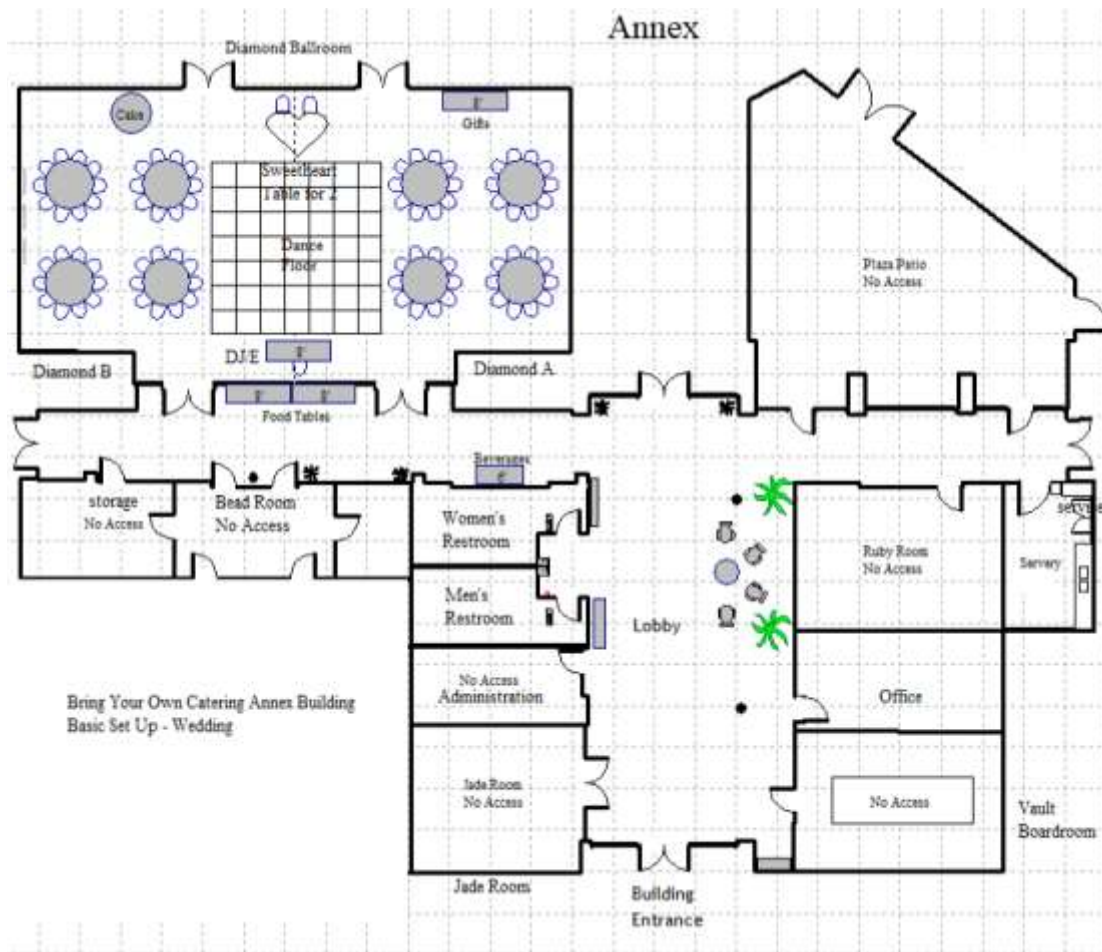 Annex
Diamond Ballroom
Cake
Gifts
Sweetheart
Table for 2
Dance
Floor
Plaza Patio
No Access
DJ/E
Diamond B
Diamond A
Food Tables
Beverages
storage
No Access
Bead Room
No Access
Women's
Restroom
Ruby Room
No Access
Servery
Men's
Restroom
Lobby
No Access
Administration
Office
Bring Your Own Catering Annex Building
Basic Set Up - Wedding
Jade Room
No Access
No Access
Vault
Boardroom
Jade Room
Building
Entrance